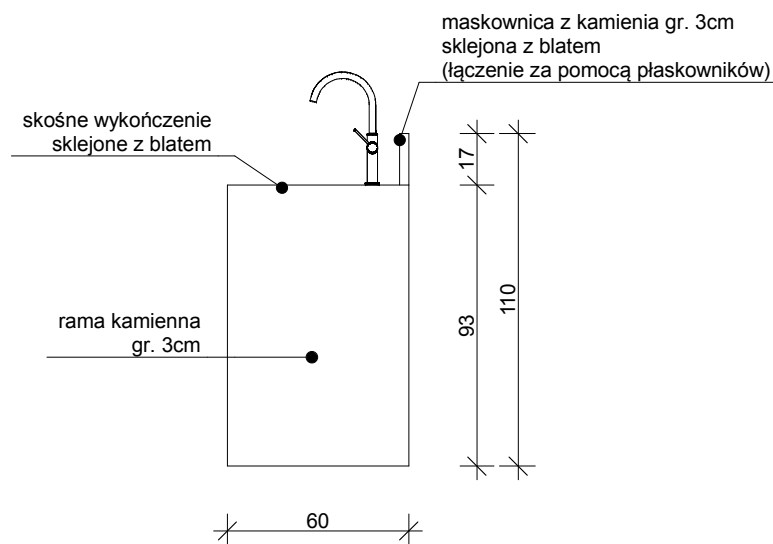 maskownica z kamienia gr. 3cm
sklejona z blatem
(łączenie za pomocą płaskowników)
skośne wykończenie
sklejone z blatem
17
110
93
rama kamienna
gr. 3cm
60